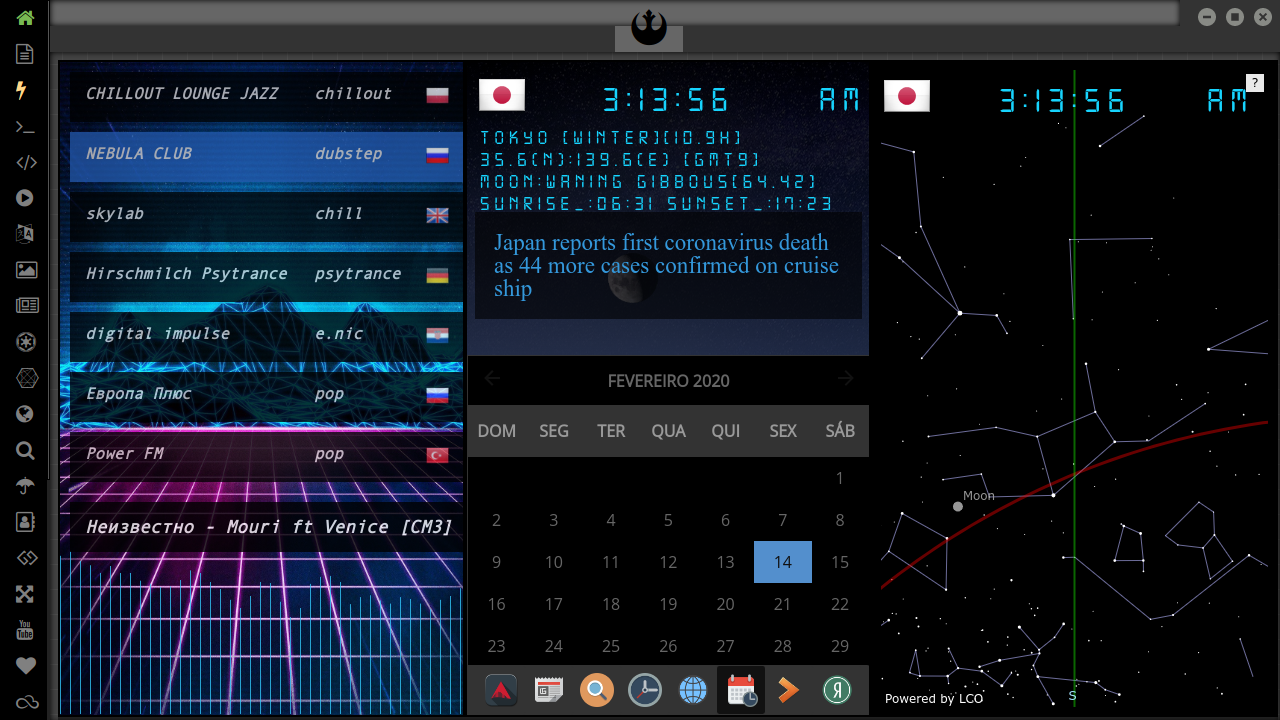 CHILLOUT LOUNGE JAZZ chillout
NEBULA CLUB dubstep
skylab chill
Hirschmilch Psytrance psytrance
digital impulse e.nic
Европа Плюс pop
Power FM pop
Неизвестно - Mouri ft Venice [CM3]
3:13:56 AM
TOKYO (WINTER)(10.9H)
35.6(N):139.6(E) (GMT9)
MOON:WANING GIBBOUS(64.42)
SUNRISE_:06:31 SUNSET_:17:23
Japan reports first coronavirus death
as 44 more cases confirmed on cruise
ship
FEVEREIRO 2020
DOM SEG TER QUA QUI SEX SÁB
1
2 3 4 5 6 7 8
9 10 11 12 13 14 15
16 17 18 19 20 21 22
23 24 25 26 27 28 29
3:13:56 AM
?
Moon
S
Powered by LCO
You
Tube
Я